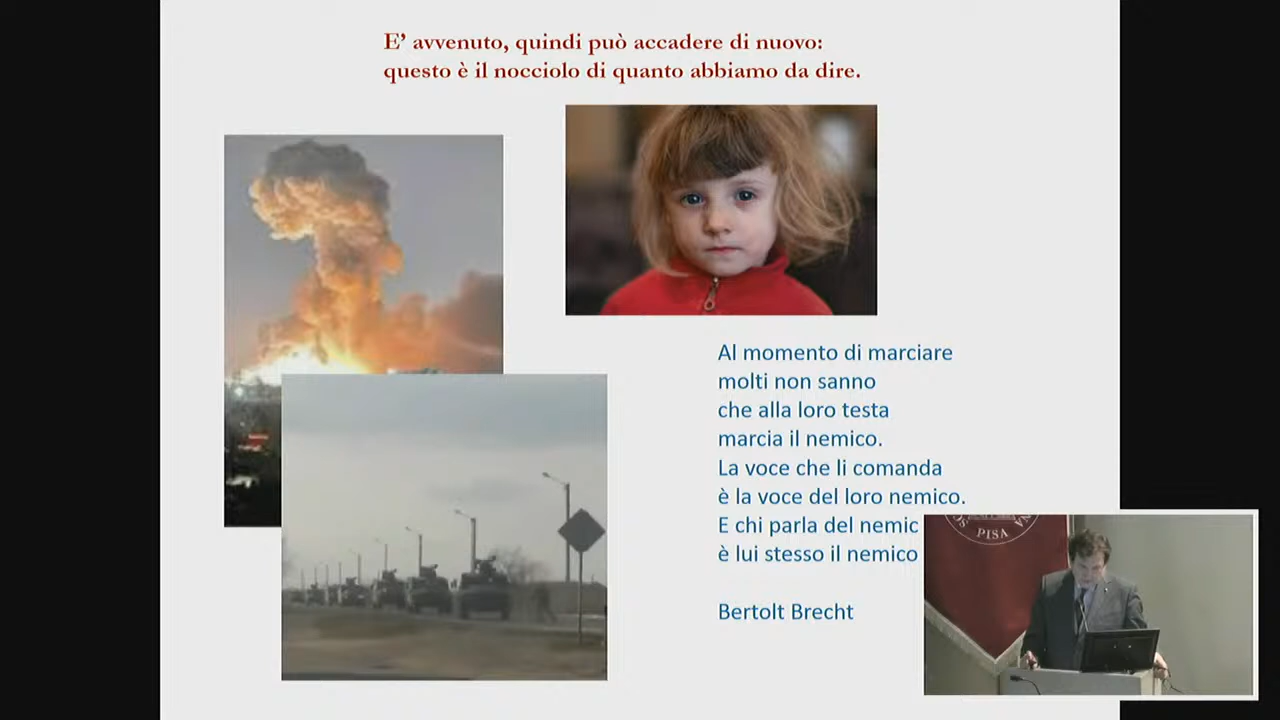 E' avvenuto, quindi può accadere di nuovo:
questo è il nocciolo di quanto abbiamo da dire.
Al momento di marciare
molti non sanno
che alla loro testa
marcia il nemico.
La voce che li comanda
è la voce del loro nemico.
E chi parla del nemic
è lui stesso il nemico
Bertolt Brecht
PISA